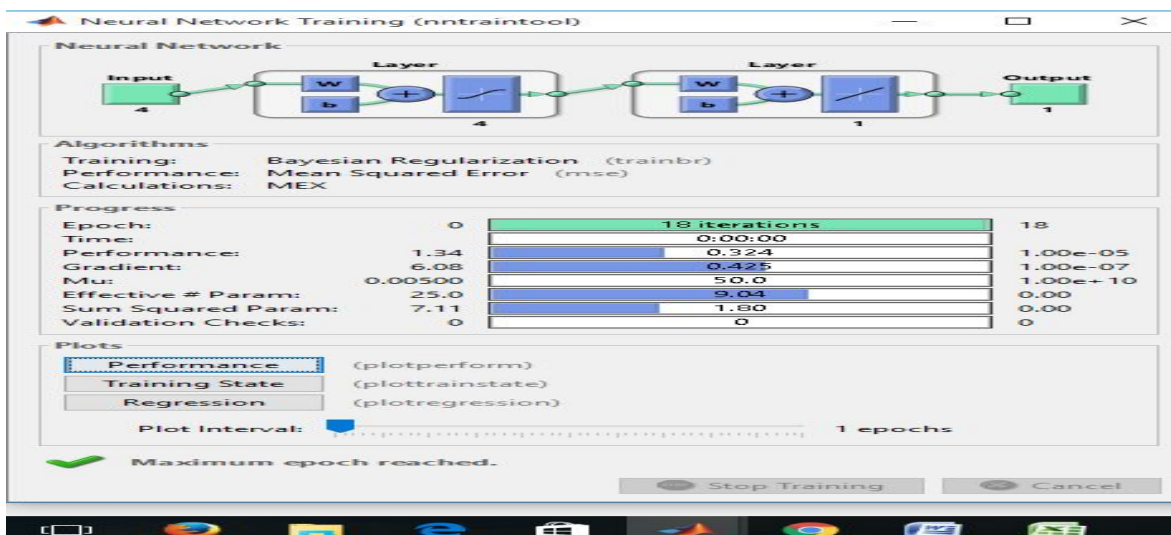 Neural Network Training (nntraintool)
Neural Network
Layer Layer
Input Output
W W
b b
4 4 1 1
Algorithms
Training: Bayesian Regularization (trainbr)
Performance: Mean Squared Error (mse)
Calculations: MEX
Progress
Epoch: 0 18 iterations 18
Time: 0:00:00
Performance: 1.34 0.324 1.00e-05
Gradient: 6.08 0.425 1.00e-07
Mu: 0.00500 50.0 1.00e+10
Effective # Param: 25.0 9.04 0.00
Sum Squared Param: 7.11 1.80 0.00
Validation Checks: 0 0 0
Plots
Performance (plotperform)
Training State (plottrainstate)
Regression (plotregression)
Plot Interval: 1 epochs
Maximum epoch reached.
Stop Training Cancel